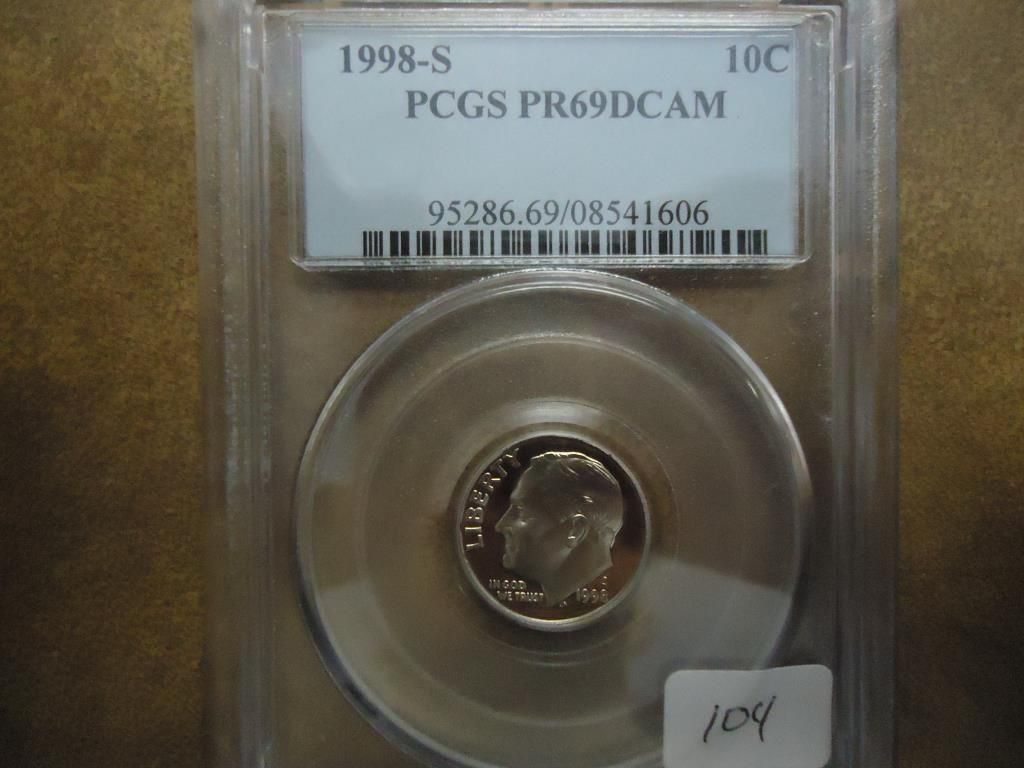 1998-S 10C
PCGS PR69DCAM
95286.69/08541606
LIBERTY
IN GOD
WE TRUST
S
1998
104